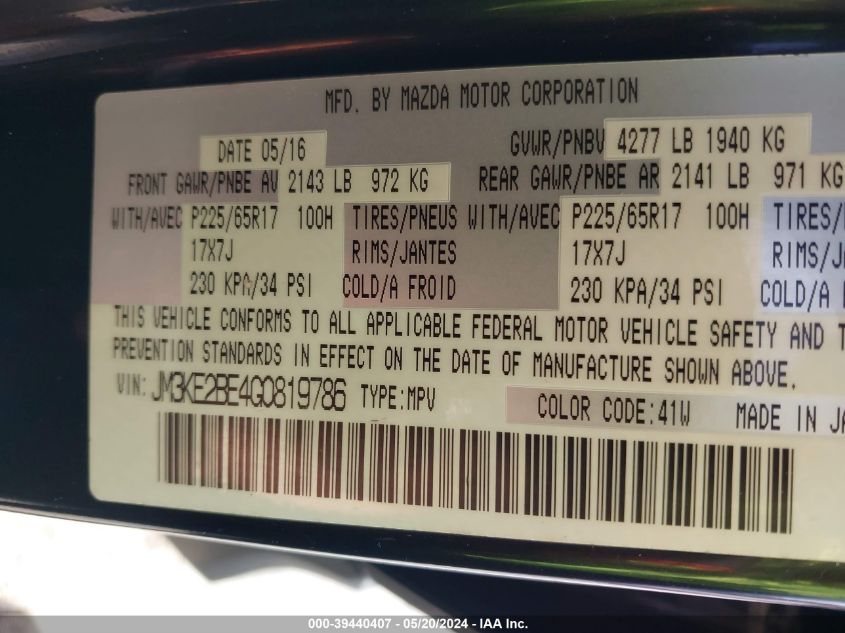 MFD. BY MAZDA MOTOR CORPORATION
DATE 05/16 GVWR/PNBV 4277 LB 1940 KG
FRONT GAWR/PNBE AV 2143 LB 972 KG REAR GAWR/PNBE AR 2141 LB 971 KG
WITH/AVEC P225/65R17 100H TIRES/PNEUS WITH/AVEC P225/65R17 100H TIRES/
17X7J RIMS/JANTES 17X7J RIMS/JA
230 KPA/34 PSI COLD/A FROID 230 KPA/34 PSI COLD/A
THIS VEHICLE CONFORMS TO ALL APPLICABLE FEDERAL MOTOR VEHICLE SAFETY AND T
PREVENTION STANDARDS IN EFFECT ON THE DATE OF MANUFACTURE SHOWN ABOVE.
VIN: JM3KE2BE4G0819786 TYPE:MPV COLOR CODE:41W MADE IN JA
000-39440407 - 05/20/2024 - IAA Inc.